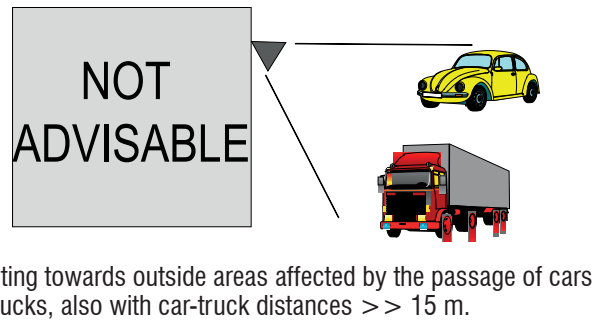 NOT
ADVISABLE
ting towards outside areas affected by the passage of cars
ucks, also with car-truck distances >> 15 m.